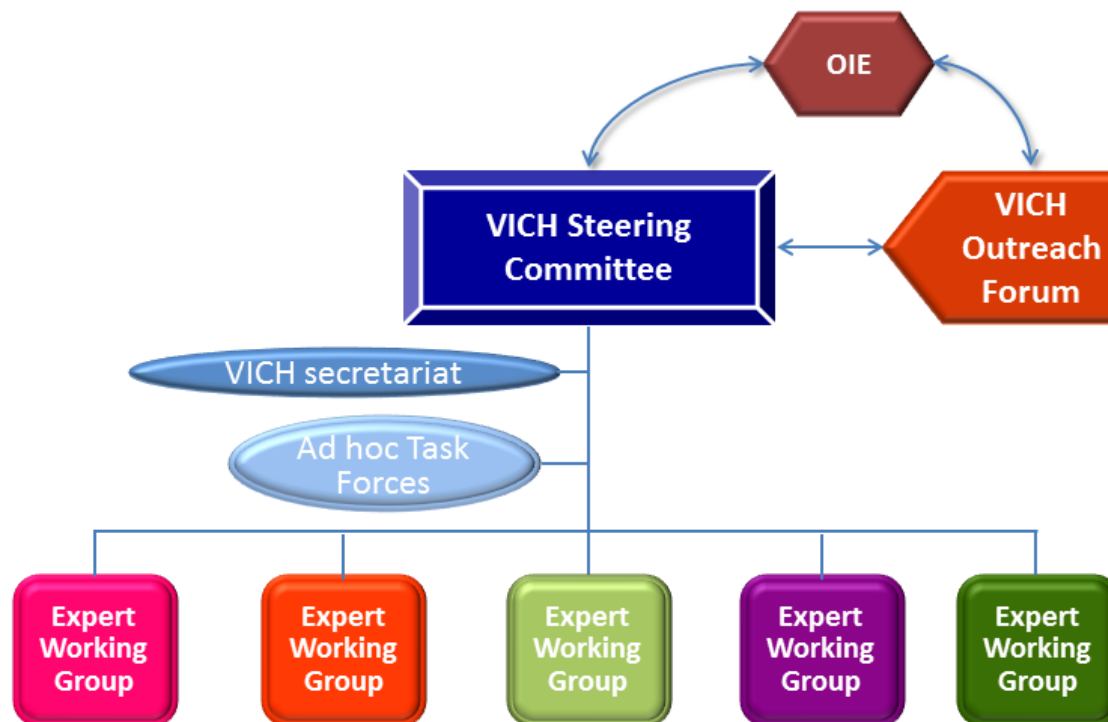 OIE
VICH Steering
Committee
VICH
Outreach
Forum
VICH secretariat
Ad hoc Task
Forces
Expert
Working
Group
Expert
Working
Group
Expert
Working
Group
Expert
Working
Group
Expert
Working
Group